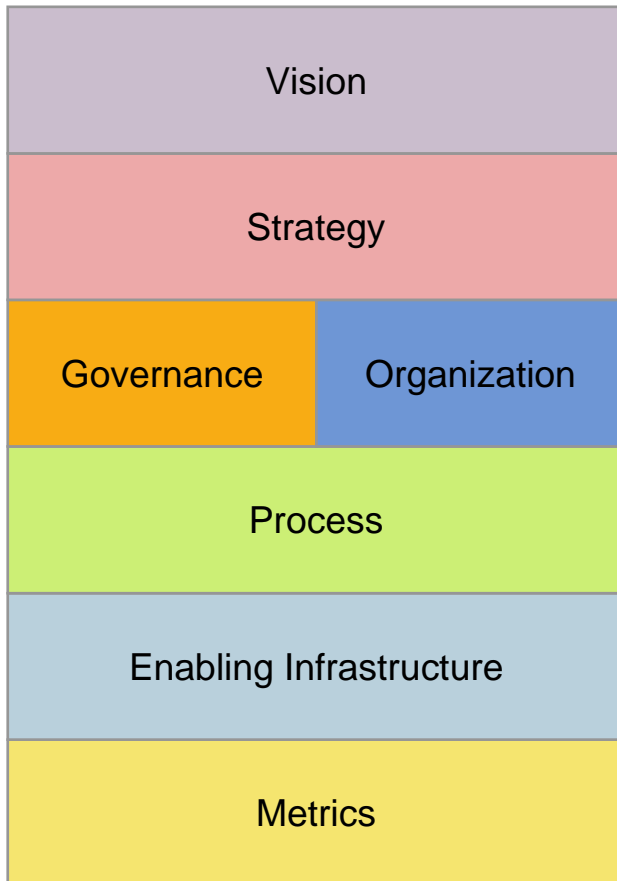 Vision
Strategy
Governance
Organization
Process
Enabling Infrastructure
Metrics